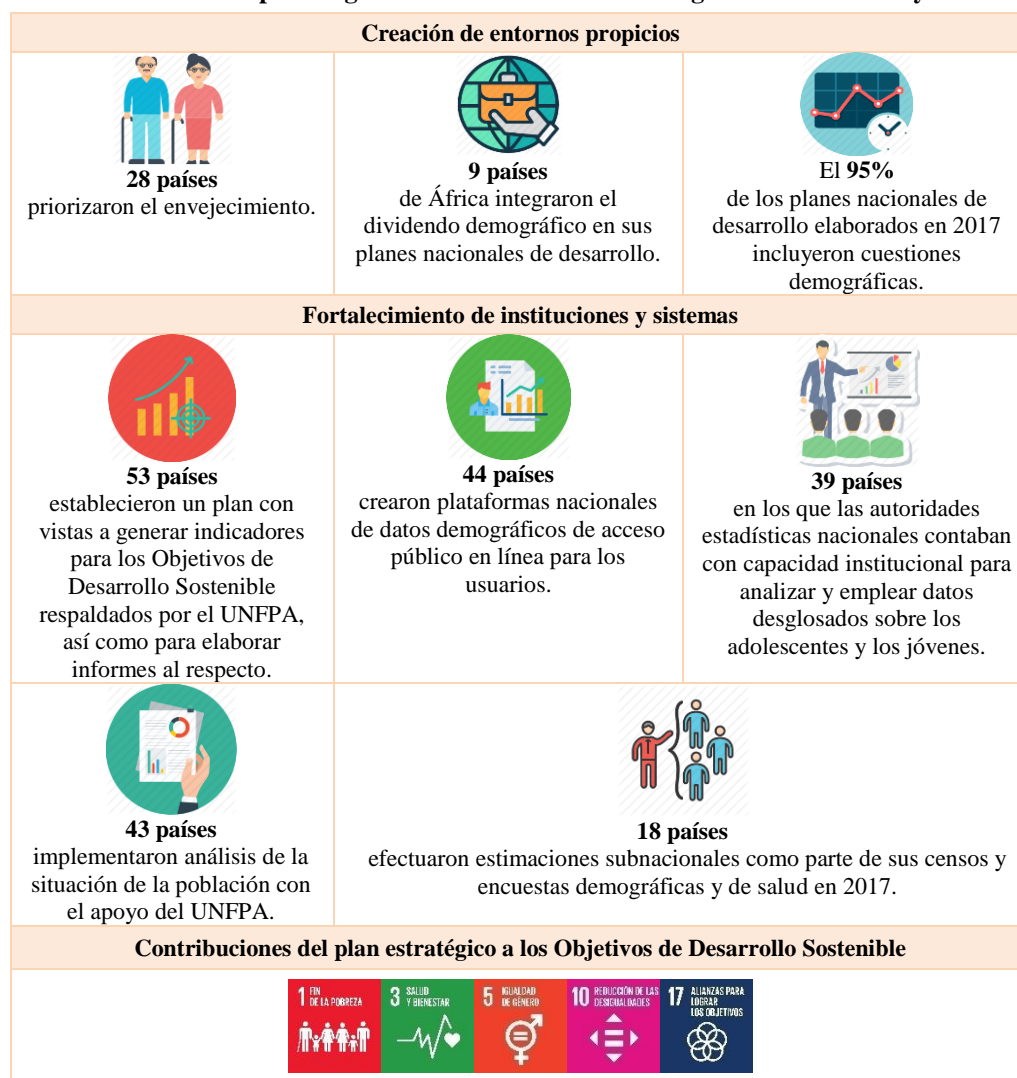 Creación de entornos propicios
28 países
priorizaron el envejecimiento.
9 países
de África integraron el
dividendo demográfico en sus
planes nacionales de desarrollo.
El 95%
de los planes nacionales de
desarrollo elaborados en 2017
incluyeron cuestiones
demográficas.
Fortalecimiento de instituciones y sistemas
53 países
establecieron un plan con
vistas a generar indicadores
para los Objetivos de
Desarrollo Sostenible
respaldados por el UNFPA,
así como para elaborar
informes al respecto.
44 países
crearon plataformas nacionales
de datos demográficos de acceso
público en línea para los
usuarios.
39 países
en los que las autoridades
estadísticas nacionales contaban
con capacidad institucional para
analizar y emplear datos
desglosados sobre los
adolescentes y los jóvenes.
43 países
implementaron análisis de la
situación de la población con
el apoyo del UNFPA.
18 países
efectuaron estimaciones subnacionales como parte de sus censos y
encuestas demográficas y de salud en 2017.
Contribuciones del plan estratégico a los Objetivos de Desarrollo Sostenible
1 FIN
DE LA POBREZA
3 SALUD
Y BIENESTAR
5 IGUALDAD
DE GÉNERO
10 REDUCCIÓN DE LAS
DESIGUALDADES
17 ALIANZAS PARA
LOGRAR
LOS OBJETIVOS